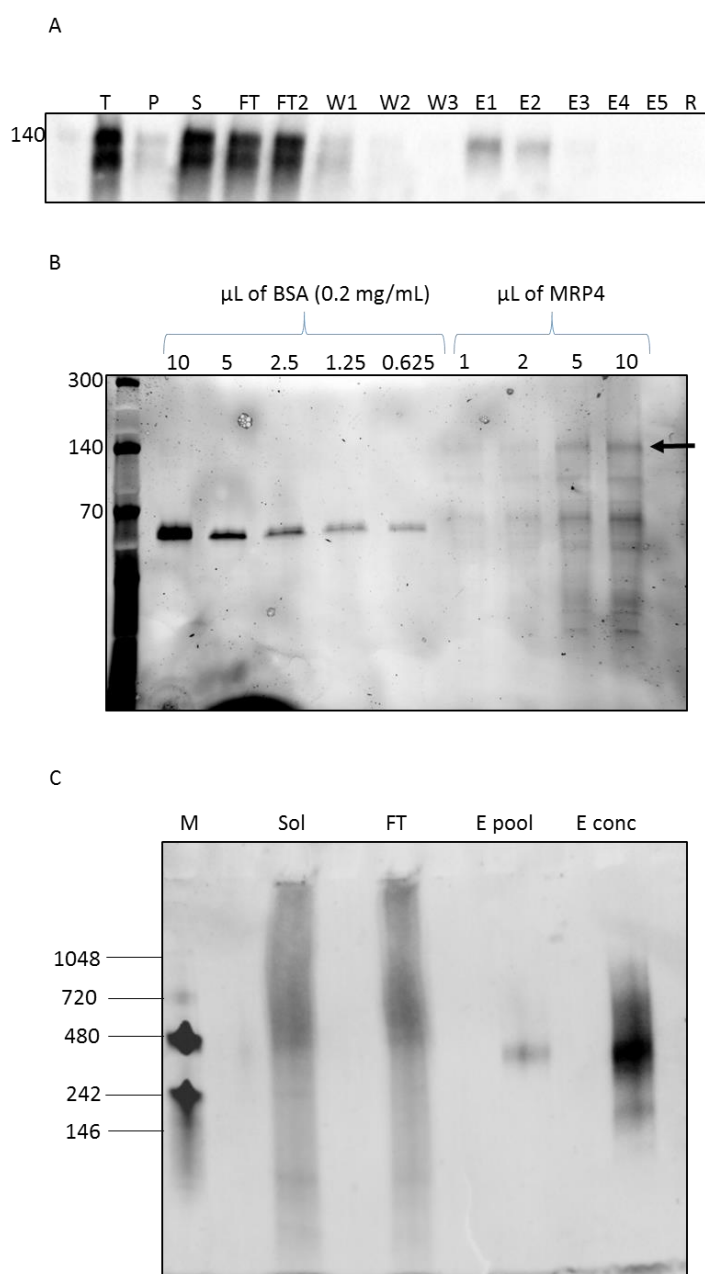 A
T P S FT FT2 W1 W2 W3 E1 E2 E3 E4 E5 R
140
B
µL of BSA (0.2 mg/mL) µL of MRP4
10 5 2.5 1.25 0.625 1 2 5 10
300
140
70
C
M Sol FT E pool E conc
1048
720
480
242
146